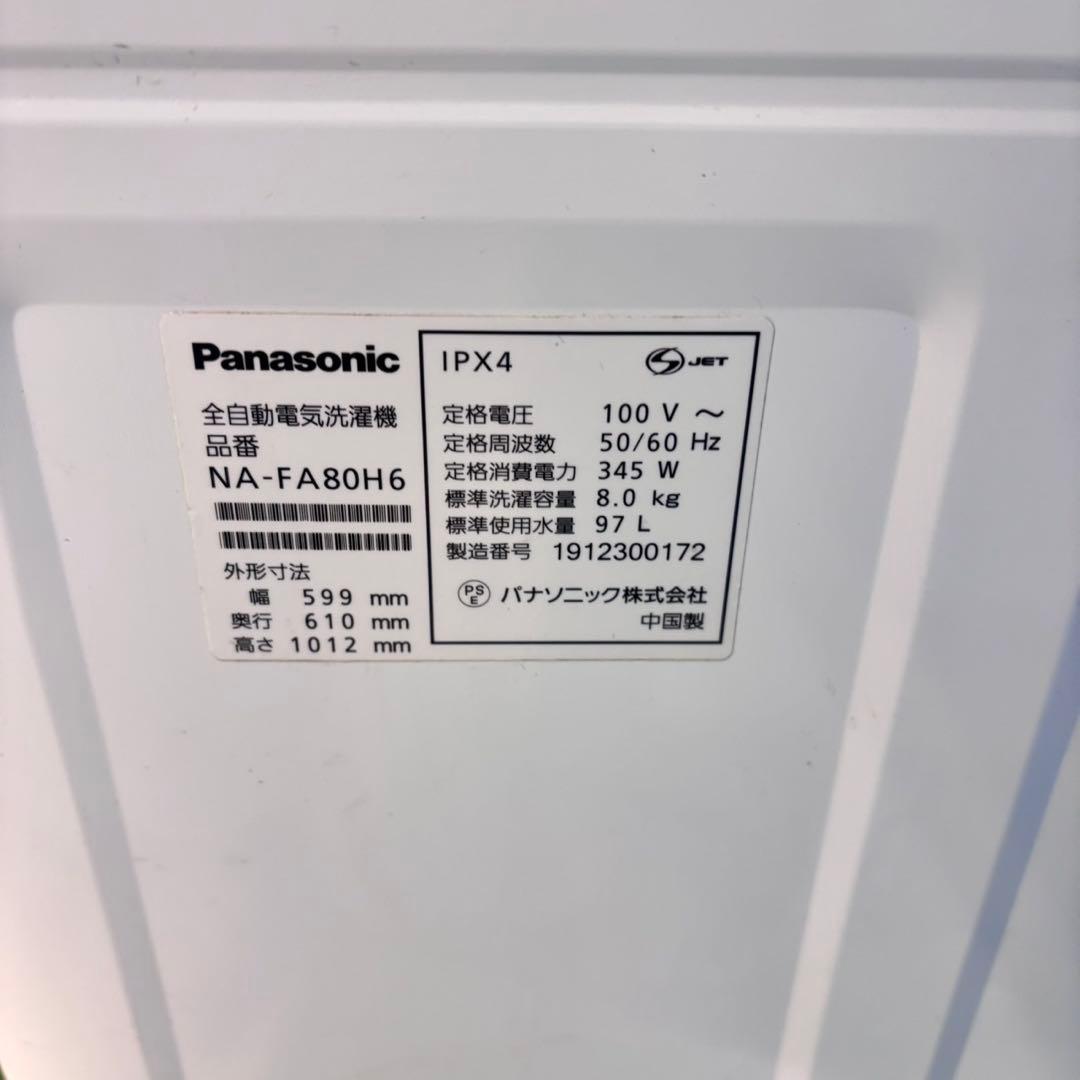 Panasonic
全自動電気洗濯機
品番
NA-FA80H6
外形寸法
幅 599 mm
奥行 610 mm
高さ 1012 mm
IPX4
S JET
定格電圧 100 V ～
定格周波数 50/60 Hz
定格消費電力 345 W
標準洗濯容量 8.0 kg
標準使用水量 97 L
製造番号 1912300172
PS
E パナソニック株式会社
中国製